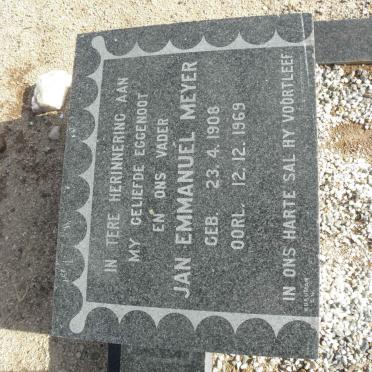 IN TERE HERINNERING AAN
MY GELIEFDE EGGENOOT
EN ONS VADER
JAN EMMANUEL MEYER
GEB. 23. 4. 1908
OORL. 12. 12. 1969
IN ONS HARTE SAL HY VOORTLEEF